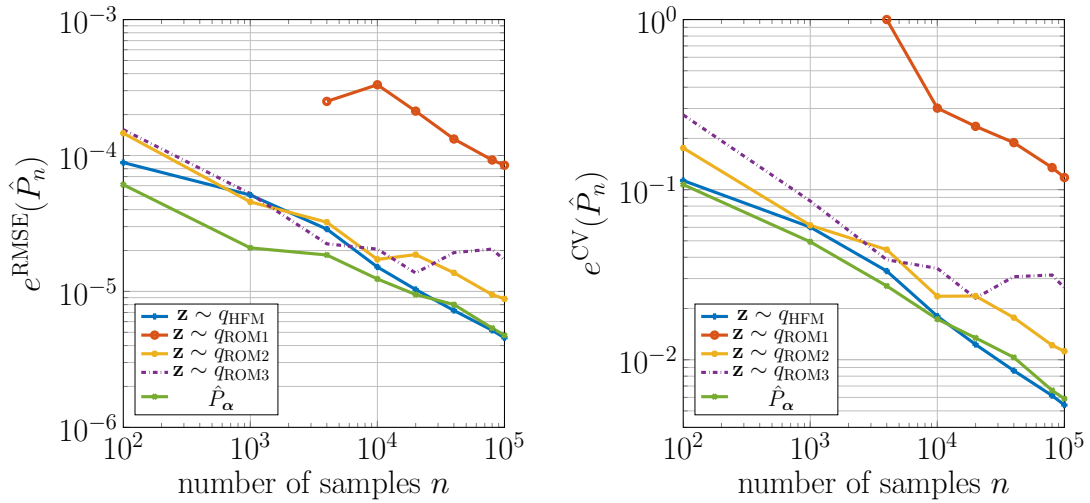 10^{-3}
10^{-4}
10^{-5}
10^{-6}
e^{RMSE}(\hat{P}_n)
z ∼ q_{HFM}
z ∼ q_{ROM1}
z ∼ q_{ROM2}
z ∼ q_{ROM3}
\hat{P}_α
10^2 10^3 10^4 10^5
number of samples n
10^0
10^{-1}
10^{-2}
e^{CV}(\hat{P}_n)
z ∼ q_{HFM}
z ∼ q_{ROM1}
z ∼ q_{ROM2}
z ∼ q_{ROM3}
\hat{P}_α
10^2 10^3 10^4 10^5
number of samples n